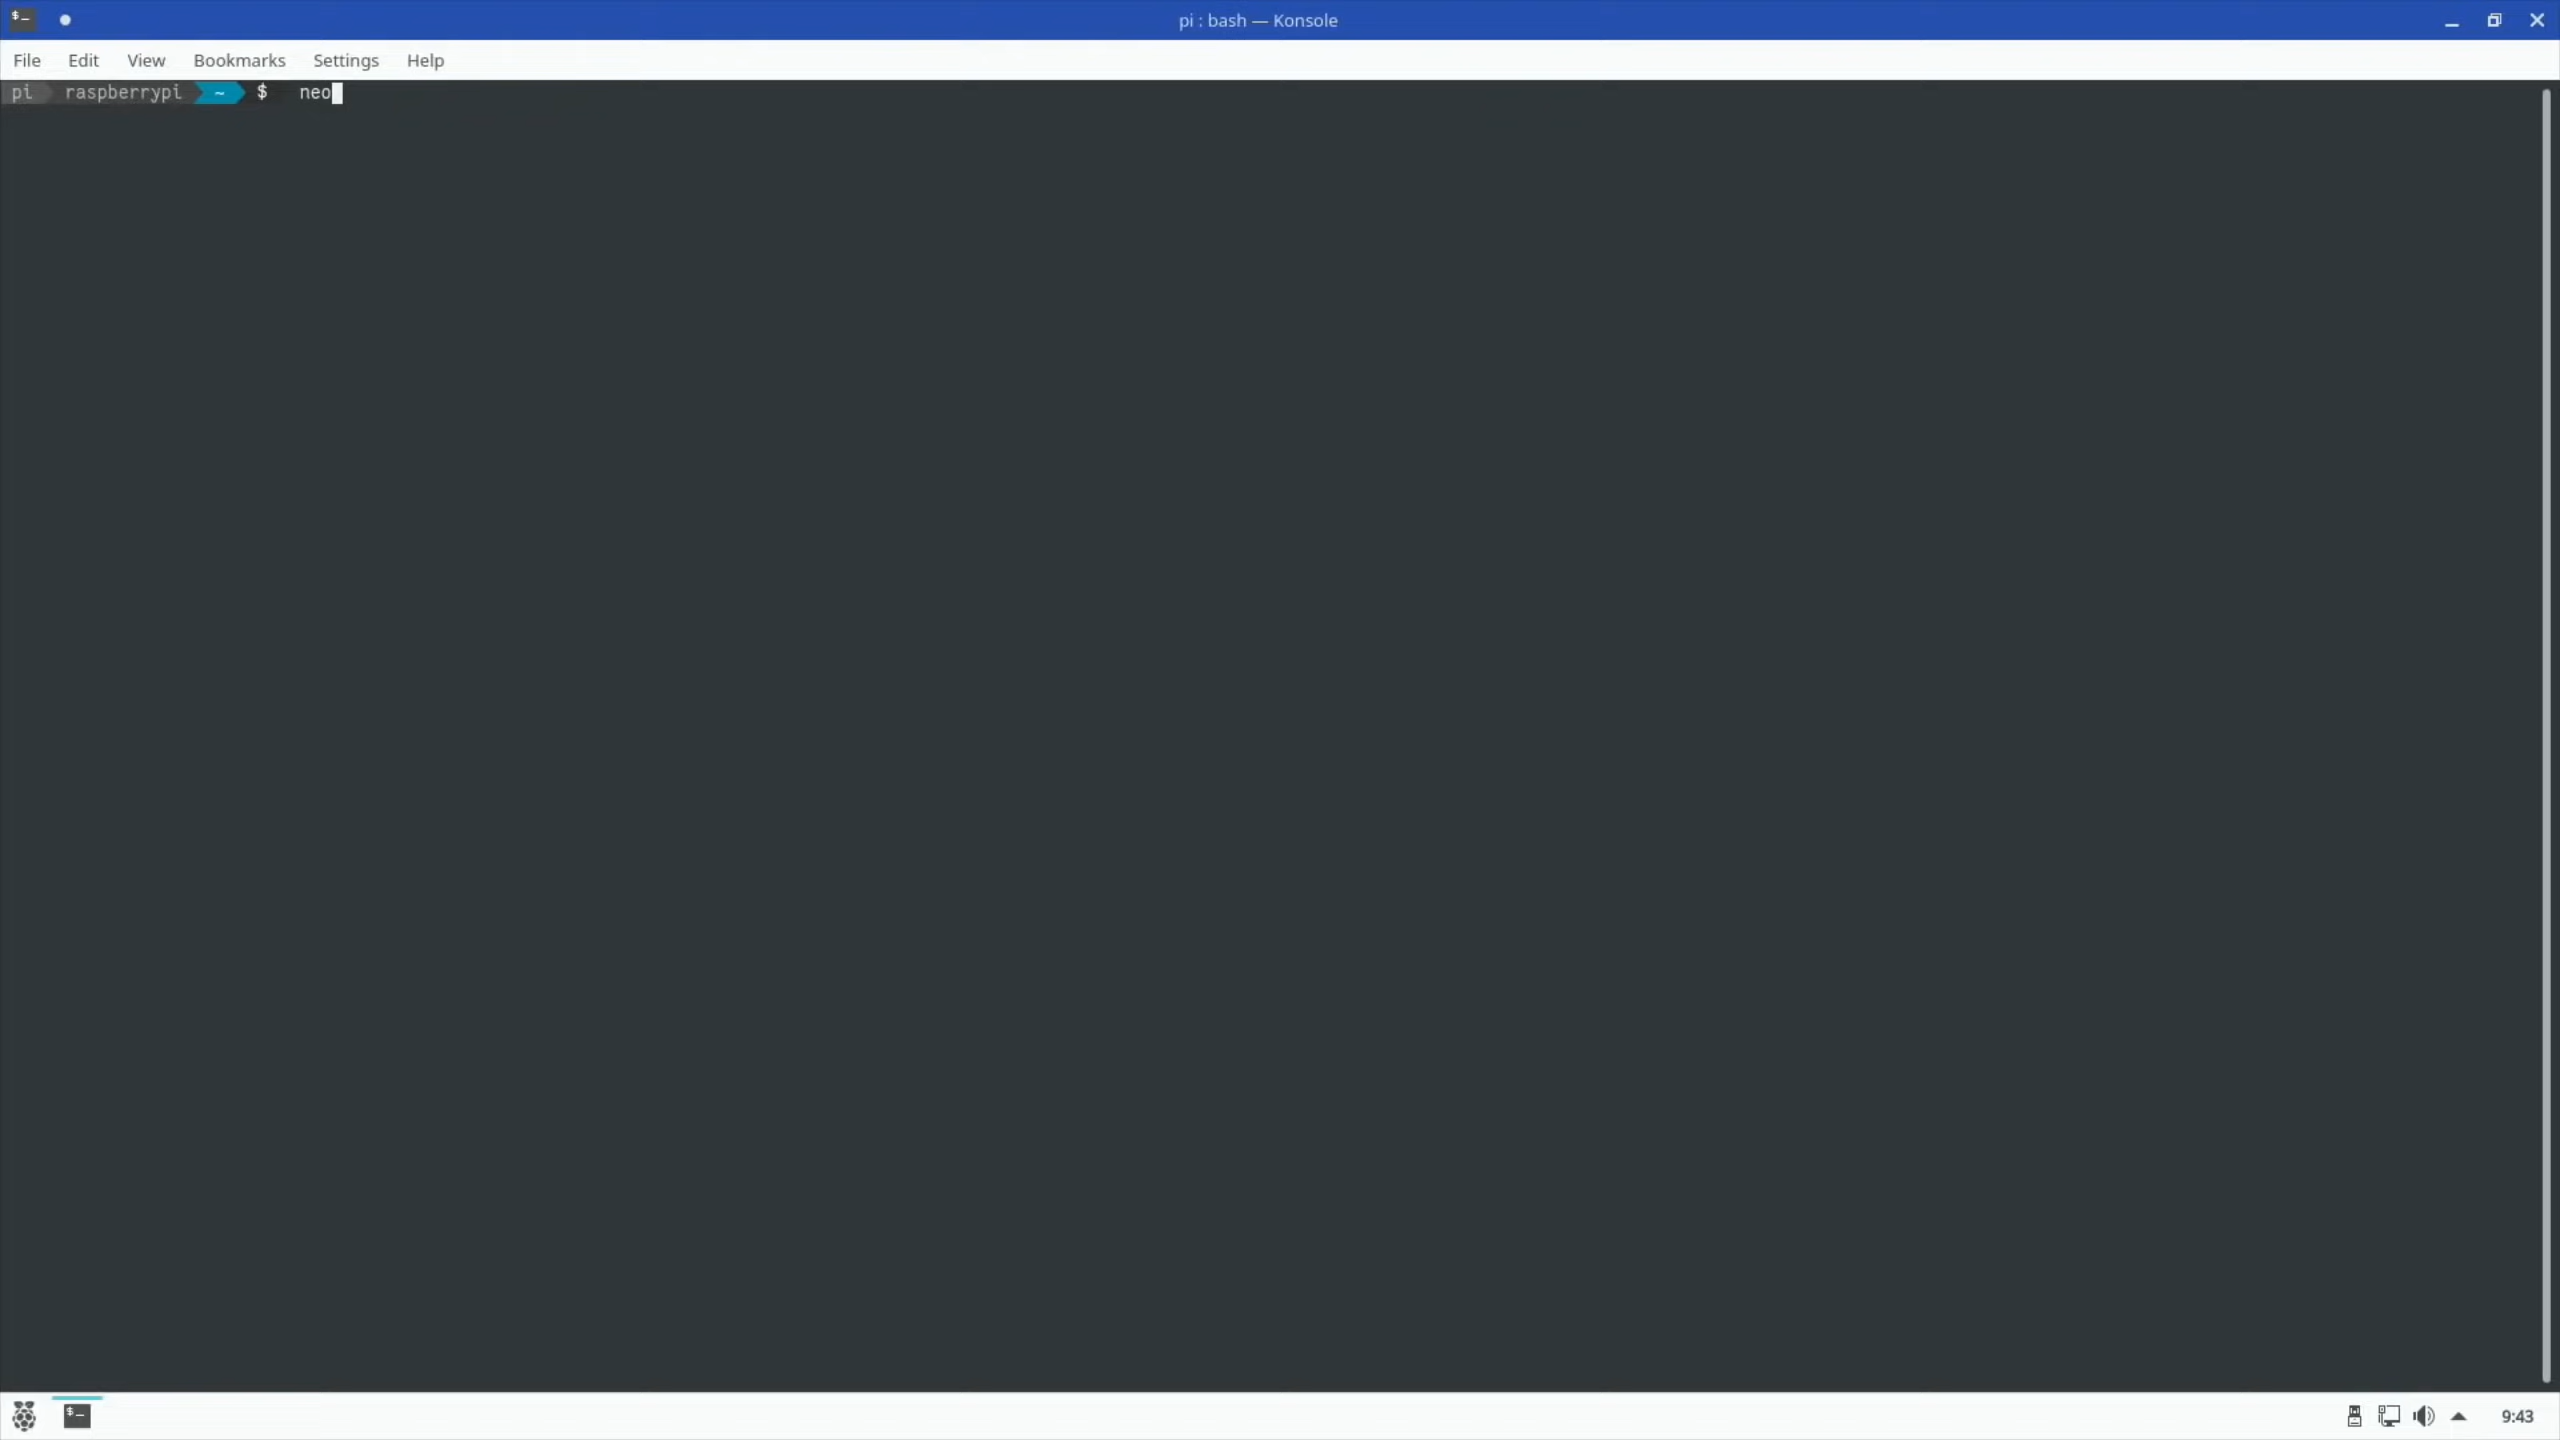 pi : bash — Konsole
File Edit View Bookmarks Settings Help
pi raspberrypi ~ $ neo
9:43